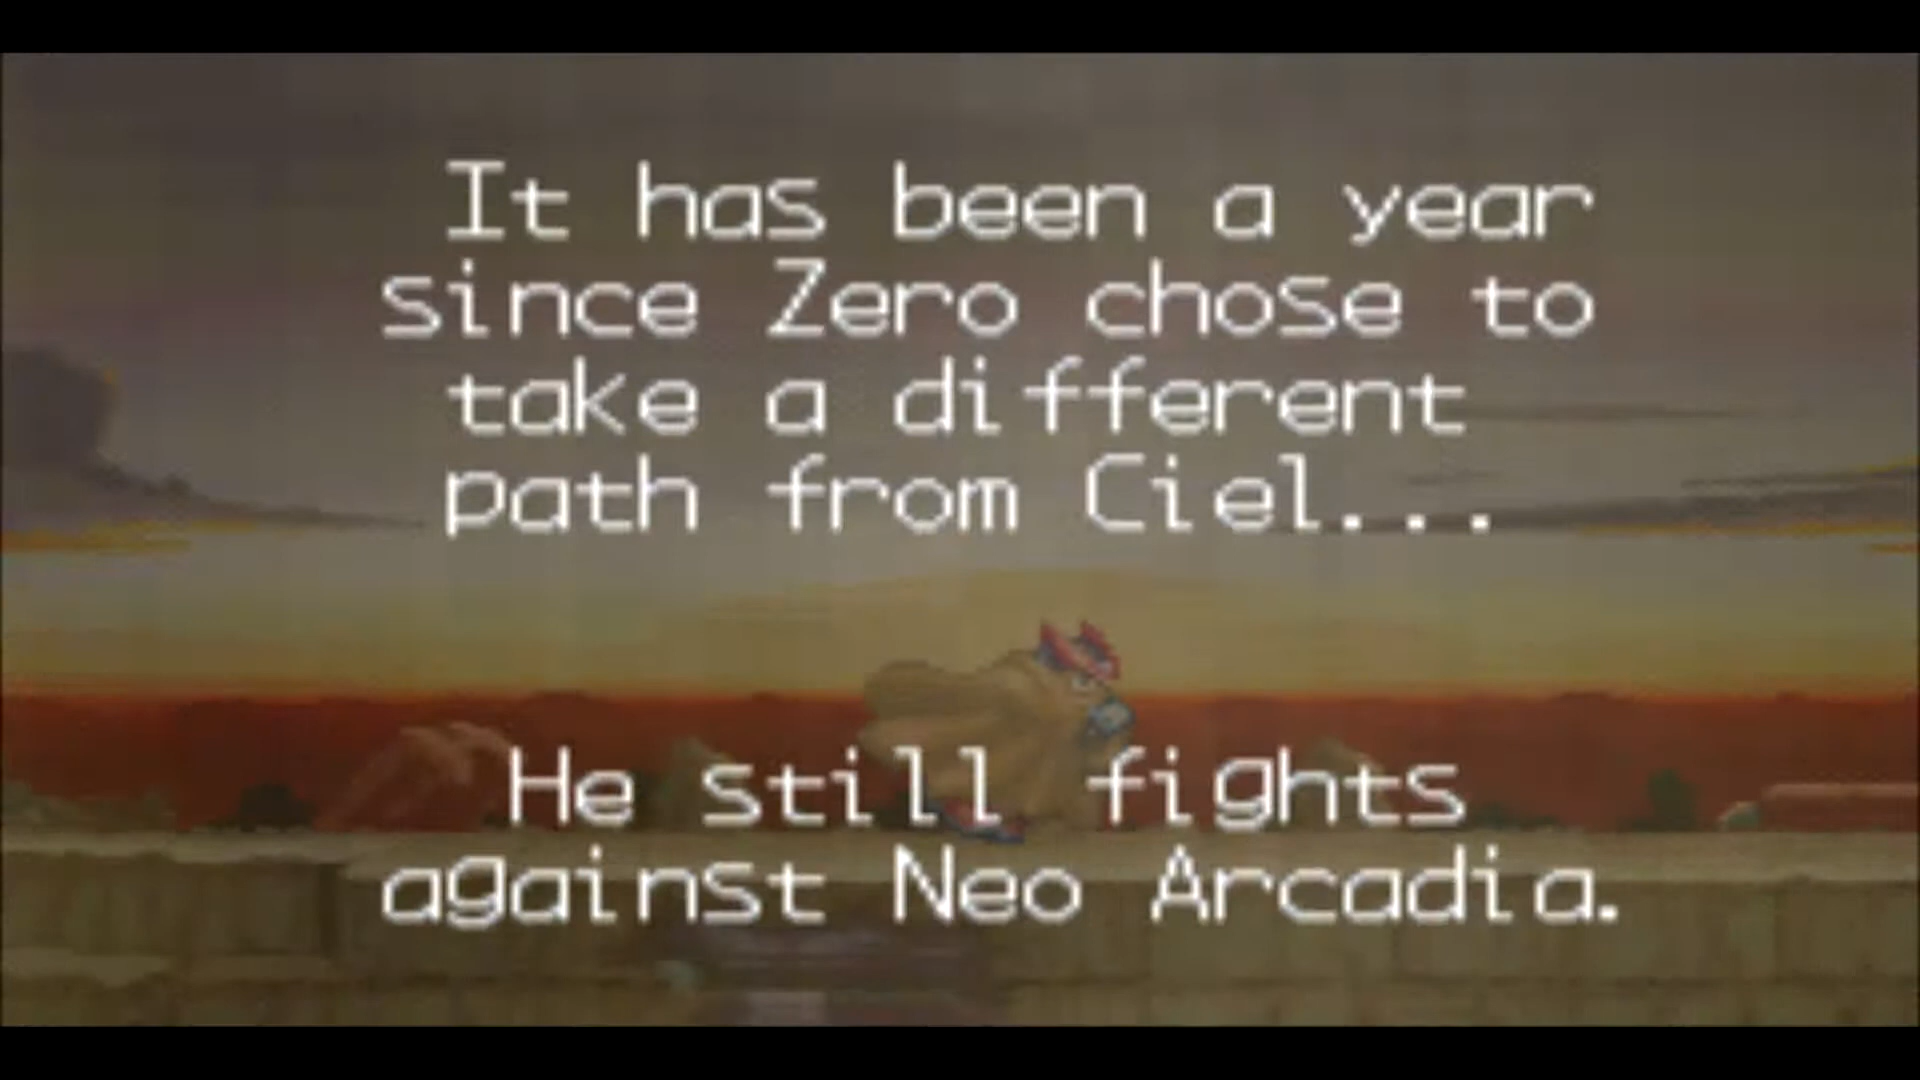 It has been a year
since Zero chose to
take a different
path from Ciel...
He still fights
against Neo Arcadia.